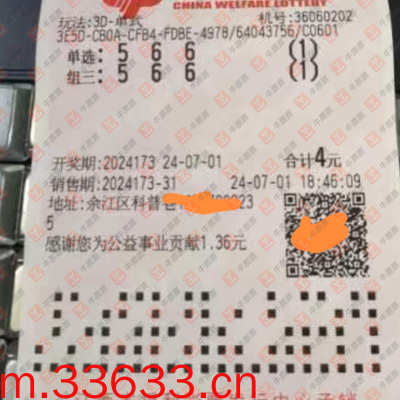 CHINA WELFARE LOTTERY
玩法:3D-单式 机号:36060202
3E5D-CB0A-CFB4-FDBE-4978/64043756/C0601
单选: 5 6 6 (1)
组三: 5 6 6 (1)
开奖期:2024173 24-07-01 合计4元
销售期:2024173-31 24-07-01 18:46:09
地址:余江区科普 23
5
感谢您为公益事业贡献1.36元
m.33633.cn